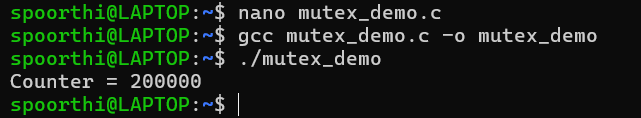 spoorthi@LAPTOP:~$ nano mutex_demo.c
spoorthi@LAPTOP:~$ gcc mutex_demo.c -o mutex_demo
spoorthi@LAPTOP:~$ ./mutex_demo
Counter = 200000
spoorthi@LAPTOP:~$